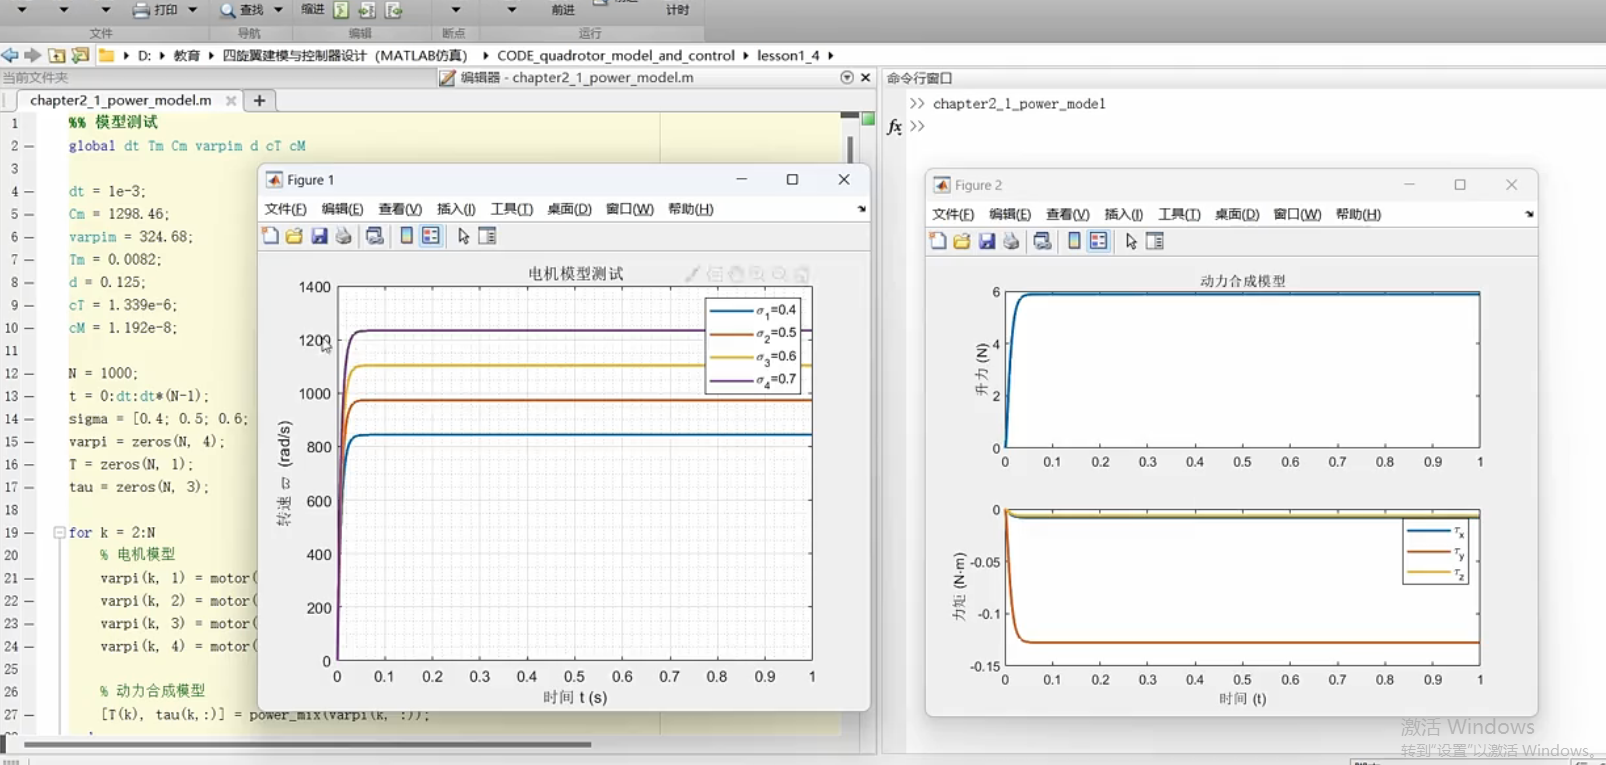 打印 查找 缩进 前进 计时
文件 导航 编辑 断点 运行
D: 教育 四旋翼建模与控制器设计（MATLAB仿真） CODE_quadrotor_model_and_control lesson1_4
当前文件夹
编辑器 - chapter2_1_power_model.m
chapter2_1_power_model.m
1 %% 模型测试
2 global dt Tm Cm varpim d cT cM
3
4 dt = 1e-3;
5 Cm = 1298.46;
6 varpim = 324.68;
7 Tm = 0.0082;
8 d = 0.125;
9 cT = 1.339e-6;
10 cM = 1.192e-8;
11
12 N = 1000;
13 t = 0:dt:dt*(N-1);
14 sigma = [0.4; 0.5; 0.6;
15 varpi = zeros(N, 4);
16 T = zeros(N, 1);
17 tau = zeros(N, 3);
18
19 for k = 2:N
20 % 电机模型
21 varpi(k, 1) = motor(
22 varpi(k, 2) = motor(
23 varpi(k, 3) = motor(
24 varpi(k, 4) = motor(
25
26 % 动力合成模型
27 [T(k), tau(k,:)] = power_mix(varpi(k, :));
命令行窗口
>> chapter2_1_power_model
fx >>
Figure 1
文件(F) 编辑(E) 查看(V) 插入(I) 工具(T) 桌面(D) 窗口(W) 帮助(H)
电机模型测试
1400
1200
1000
800
600
400
200
0
转速 ϖ (rad/s)
σ1=0.4
σ2=0.5
σ3=0.6
σ4=0.7
0 0.1 0.2 0.3 0.4 0.5 0.6 0.7 0.8 0.9 1
时间 t (s)
Figure 2
文件(F) 编辑(E) 查看(V) 插入(I) 工具(T) 桌面(D) 窗口(W) 帮助(H)
动力合成模型
6
4
2
0
升力 (N)
0 0.1 0.2 0.3 0.4 0.5 0.6 0.7 0.8 0.9 1
0
-0.05
-0.1
-0.15
力矩 (N·m)
τx
τy
τz
0 0.1 0.2 0.3 0.4 0.5 0.6 0.7 0.8 0.9 1
时间 (t)
激活 Windows
转到"设置"以激活 Windows。